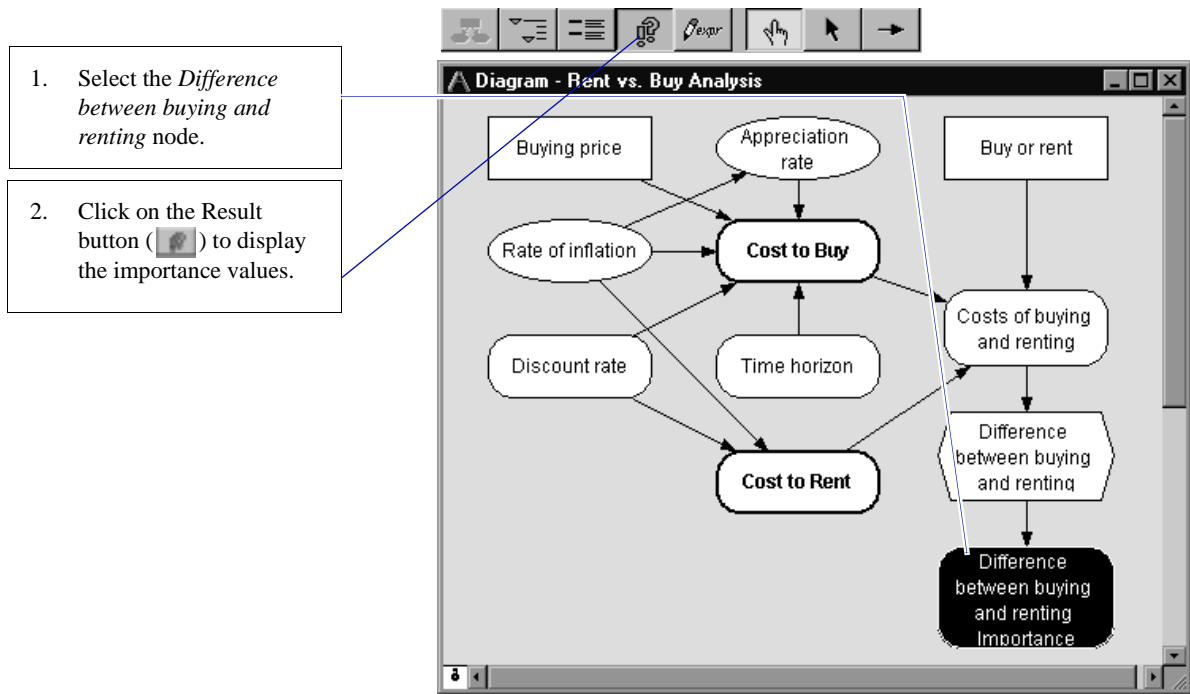 expr
1. Select the Difference
between buying and
renting node.
2. Click on the Result
button ( ) to display
the importance values.
Diagram - Rent vs. Buy Analysis
Buying price
Appreciation
rate
Buy or rent
Rate of inflation
Cost to Buy
Costs of buying
and renting
Discount rate
Time horizon
Difference
between buying
and renting
Cost to Rent
Difference
between buying
and renting
Importance